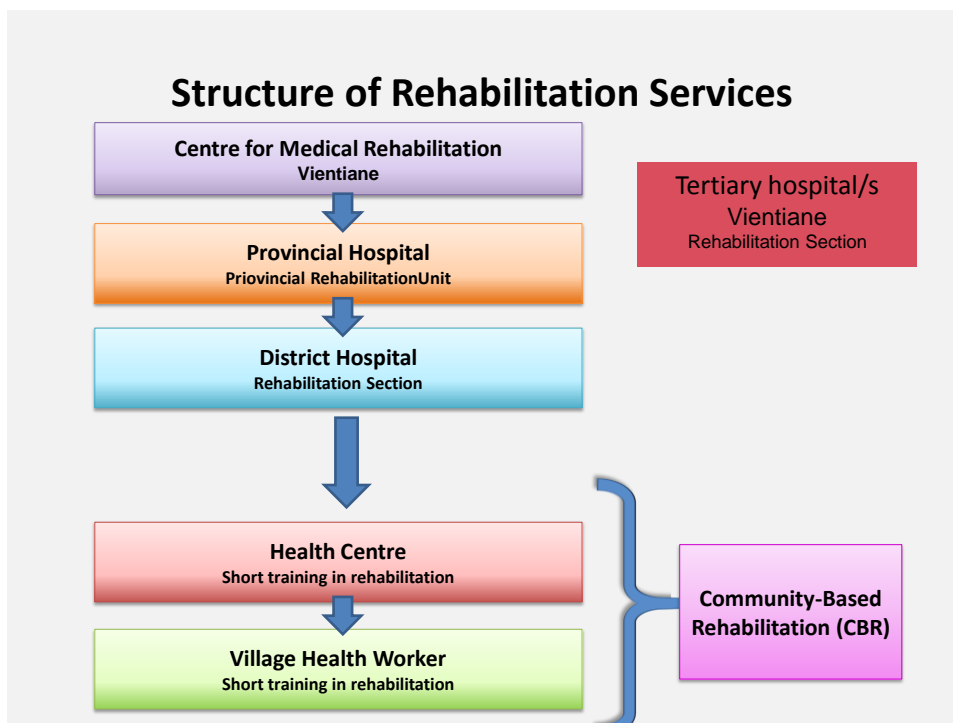 Structure of Rehabilitation Services
Centre for Medical Rehabilitation
Vientiane
Tertiary hospital/s
Vientiane
Rehabilitation Section
Provincial Hospital
Priovincial RehabilitationUnit
District Hospital
Rehabilitation Section
Health Centre
Short training in rehabilitation
Community-Based
Rehabilitation (CBR)
Village Health Worker
Short training in rehabilitation